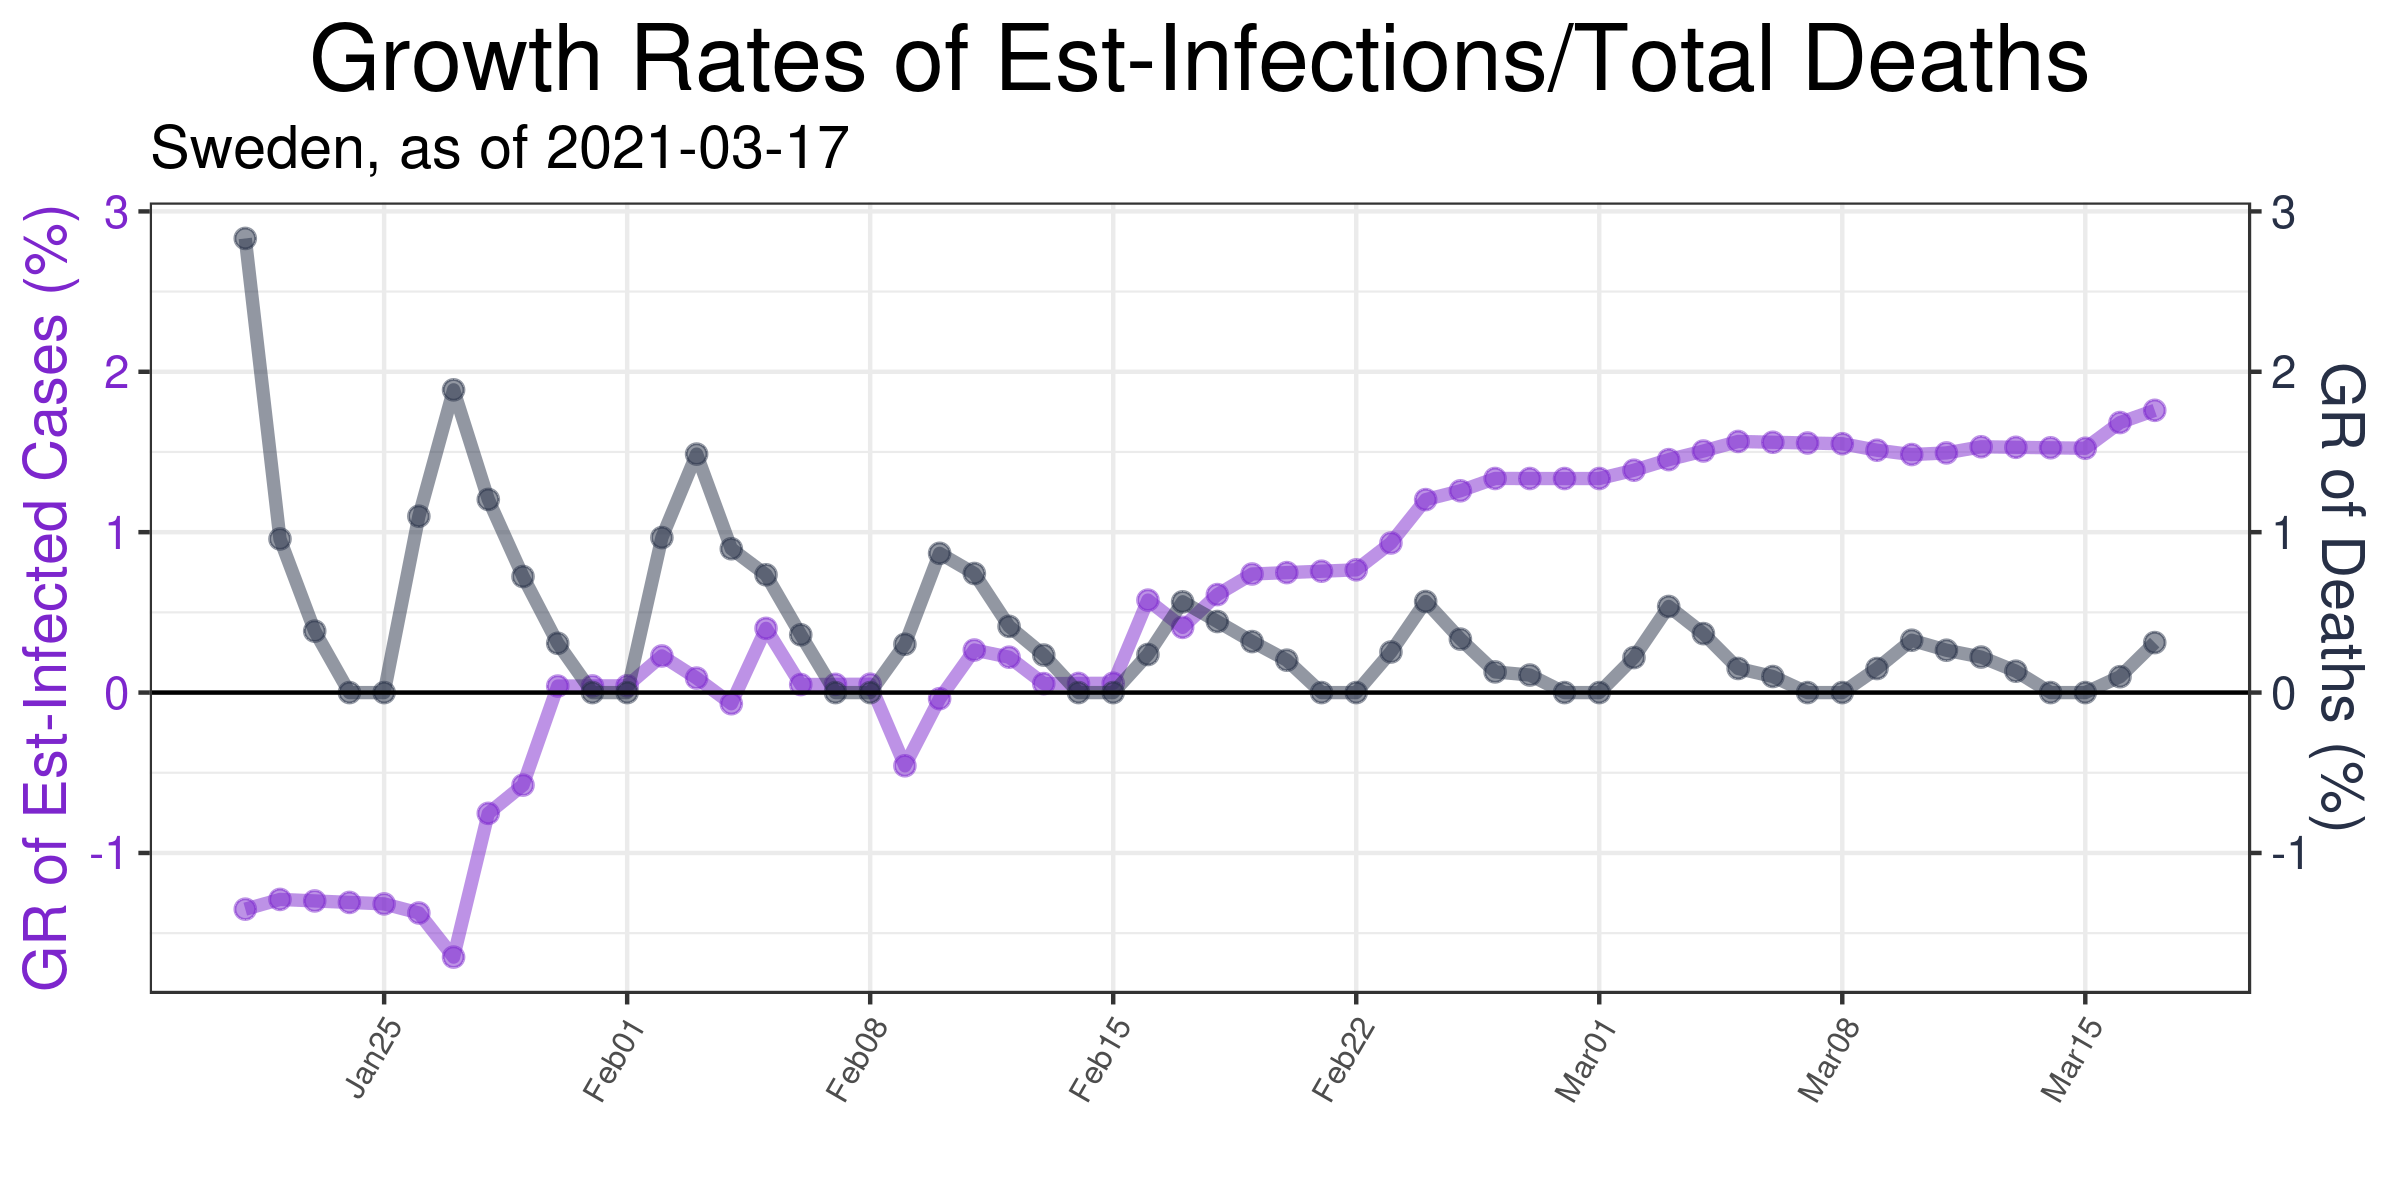 Growth Rates of Est-Infections/Total Deaths
Sweden, as of 2021-03-17
GR of Est-Infected Cases (%)
3
2
1
0
-1
3
2
1
0
-1
GR of Deaths (%)
Jan25
Feb01
Feb08
Feb15
Feb22
Mar01
Mar08
Mar15